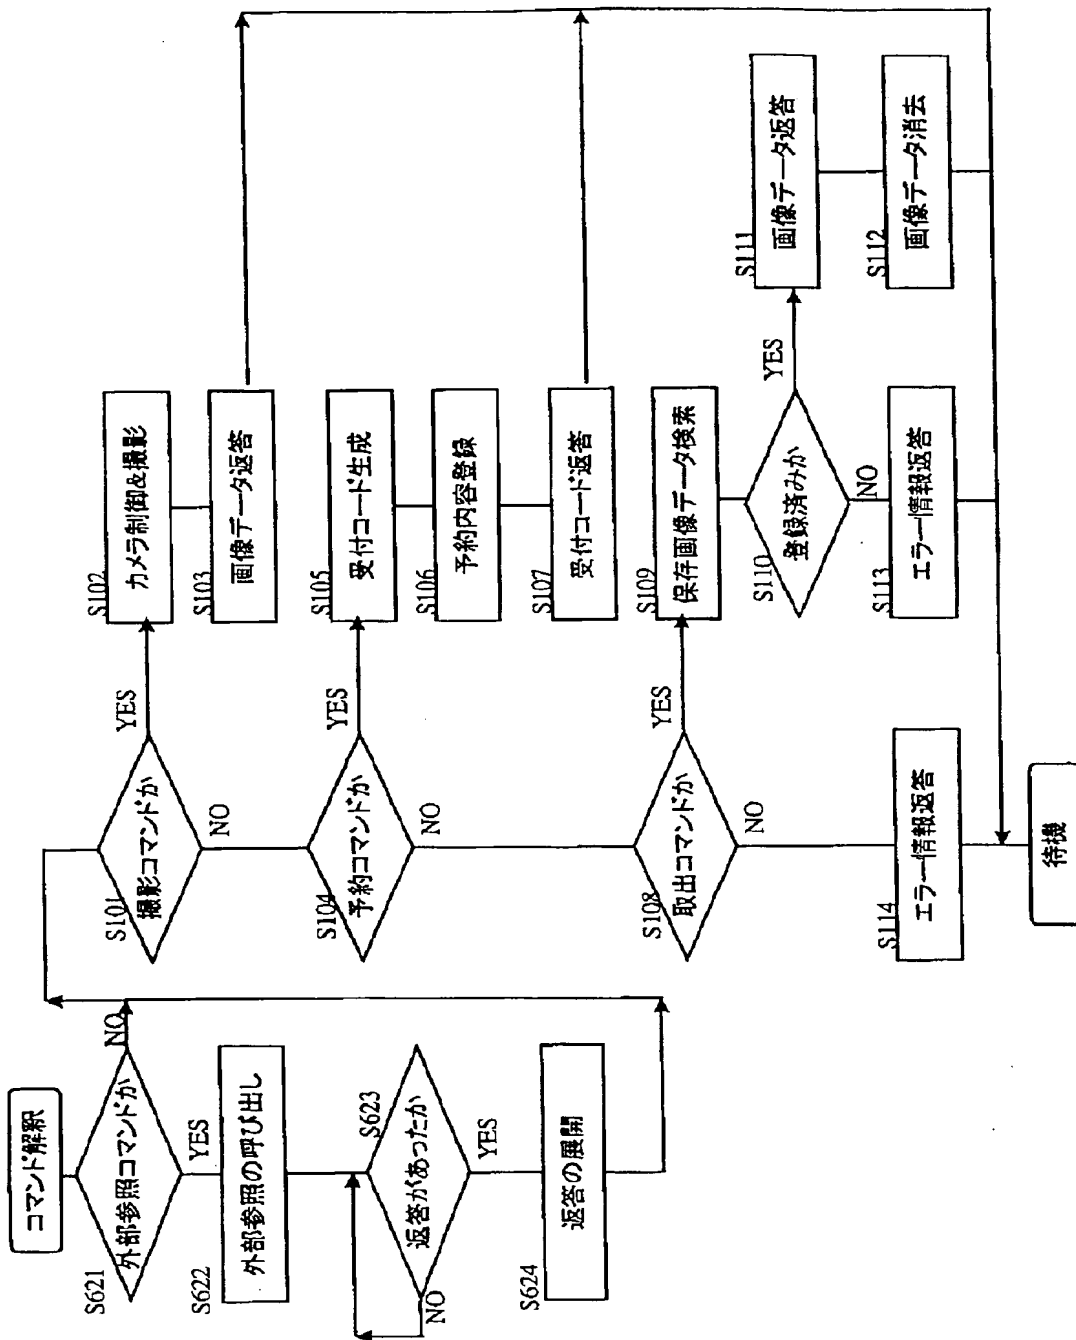 コマンド解釈
S621
外部参照コマンドか
NO
YES
S622
外部参照の呼び出し
S623
返答があったか
NO
YES
S624
返答の展開
S101
撮影コマンドか
YES
NO
S102
カメラ制御&撮影
S103
画像データ返答
S104
予約コマンドか
YES
NO
S105
受付コード生成
S106
予約内容登録
S107
受付コード返答
S108
取出コマンドか
YES
NO
S109
保存画像データ検索
S110
登録済みか
YES
NO
S111
画像データ返答
S112
画像データ消去
S113
エラー情報返答
S114
エラー情報返答
待機